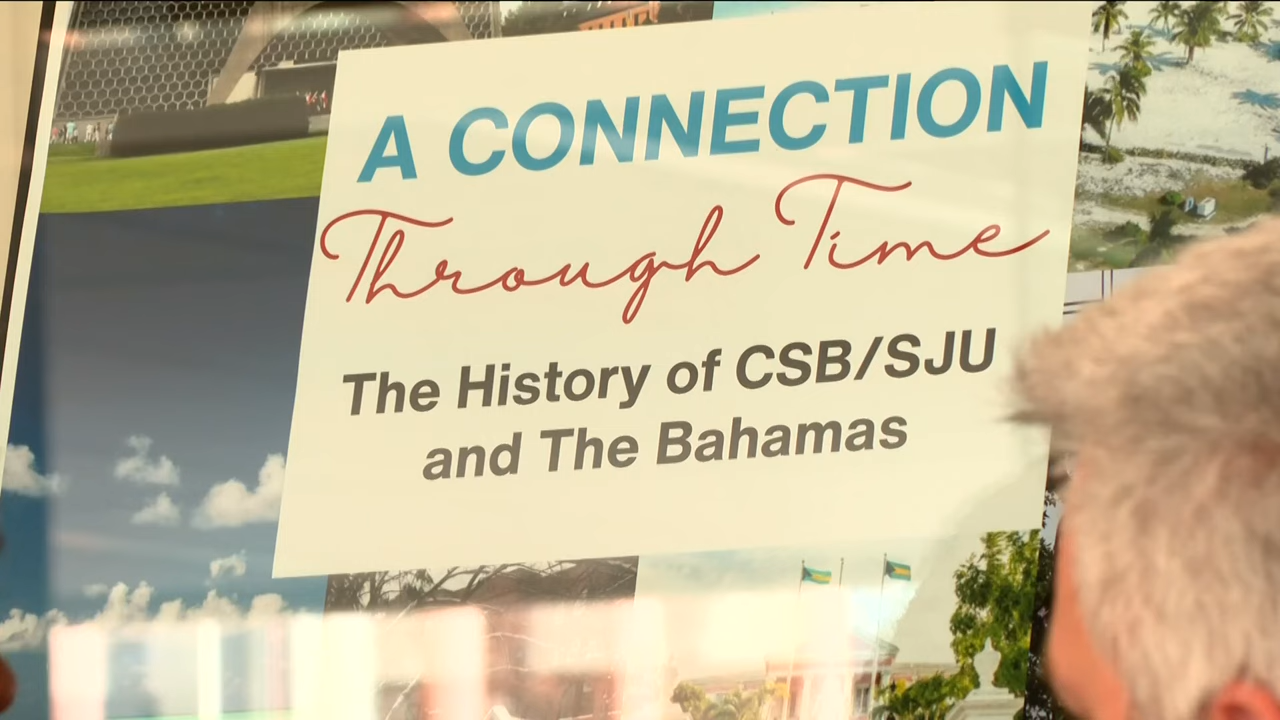 A CONNECTION
Through Time
The History of CSB/SJU
and The Bahamas